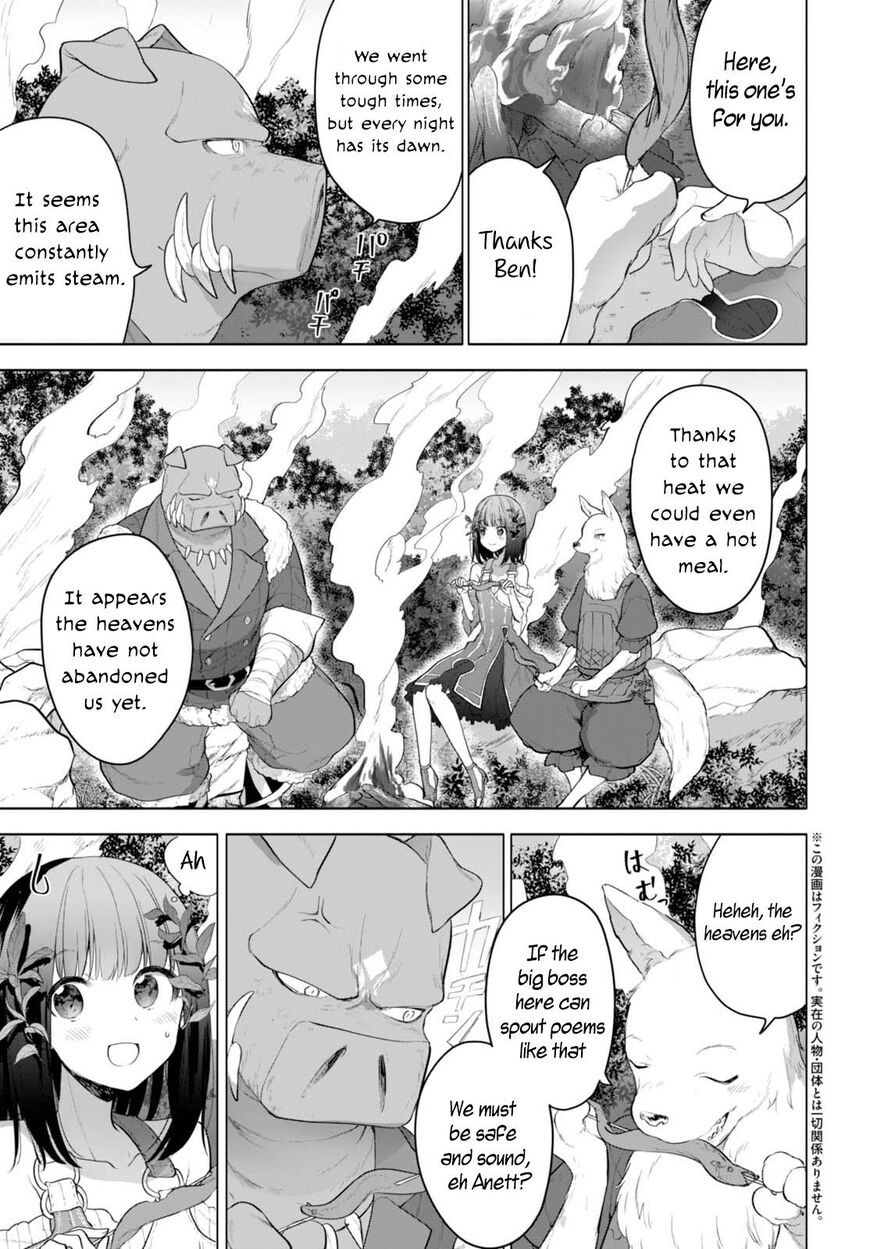 Here,
this one's
for you.
Thanks
Ben!
We went
through some
tough times,
but every night
has its dawn.
It seems
this area
constantly
emits steam.
パチ
パチ
Thanks
to that
heat we
could even
have a hot
meal.
It appears
the heavens
have not
abandoned
us yet.
Heheh, the
heavens eh?
はむっ
If the
big boss
here can
spout poems
like that
We must
be safe
and sound,
eh Anett?
カチン
Ah
※この漫画はフィクションです。実在の人物・団体とは一切関係ありません。